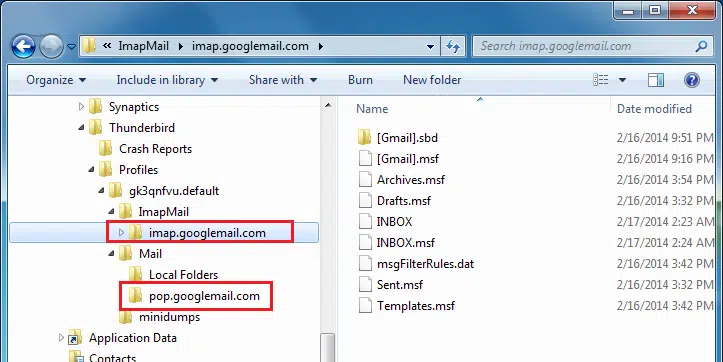 ImapMail imap.googlemail.com
Search imap.googlemail.com
Organize Include in library Share with Burn New folder
Synaptics
Thunderbird
Crash Reports
Profiles
gk3qnfvu.default
ImapMail
imap.googlemail.com
Mail
Local Folders
pop.googlemail.com
minidumps
Application Data
Contacts
Name Date modified
[Gmail].sbd 2/16/2014 9:51 PM
[Gmail].msf 2/16/2014 9:16 PM
Archives.msf 2/16/2014 3:54 PM
Drafts.msf 2/16/2014 3:32 PM
INBOX 2/17/2014 2:23 AM
INBOX.msf 2/17/2014 2:24 AM
msgFilterRules.dat 2/16/2014 3:42 PM
Sent.msf 2/16/2014 3:32 PM
Templates.msf 2/16/2014 3:42 PM